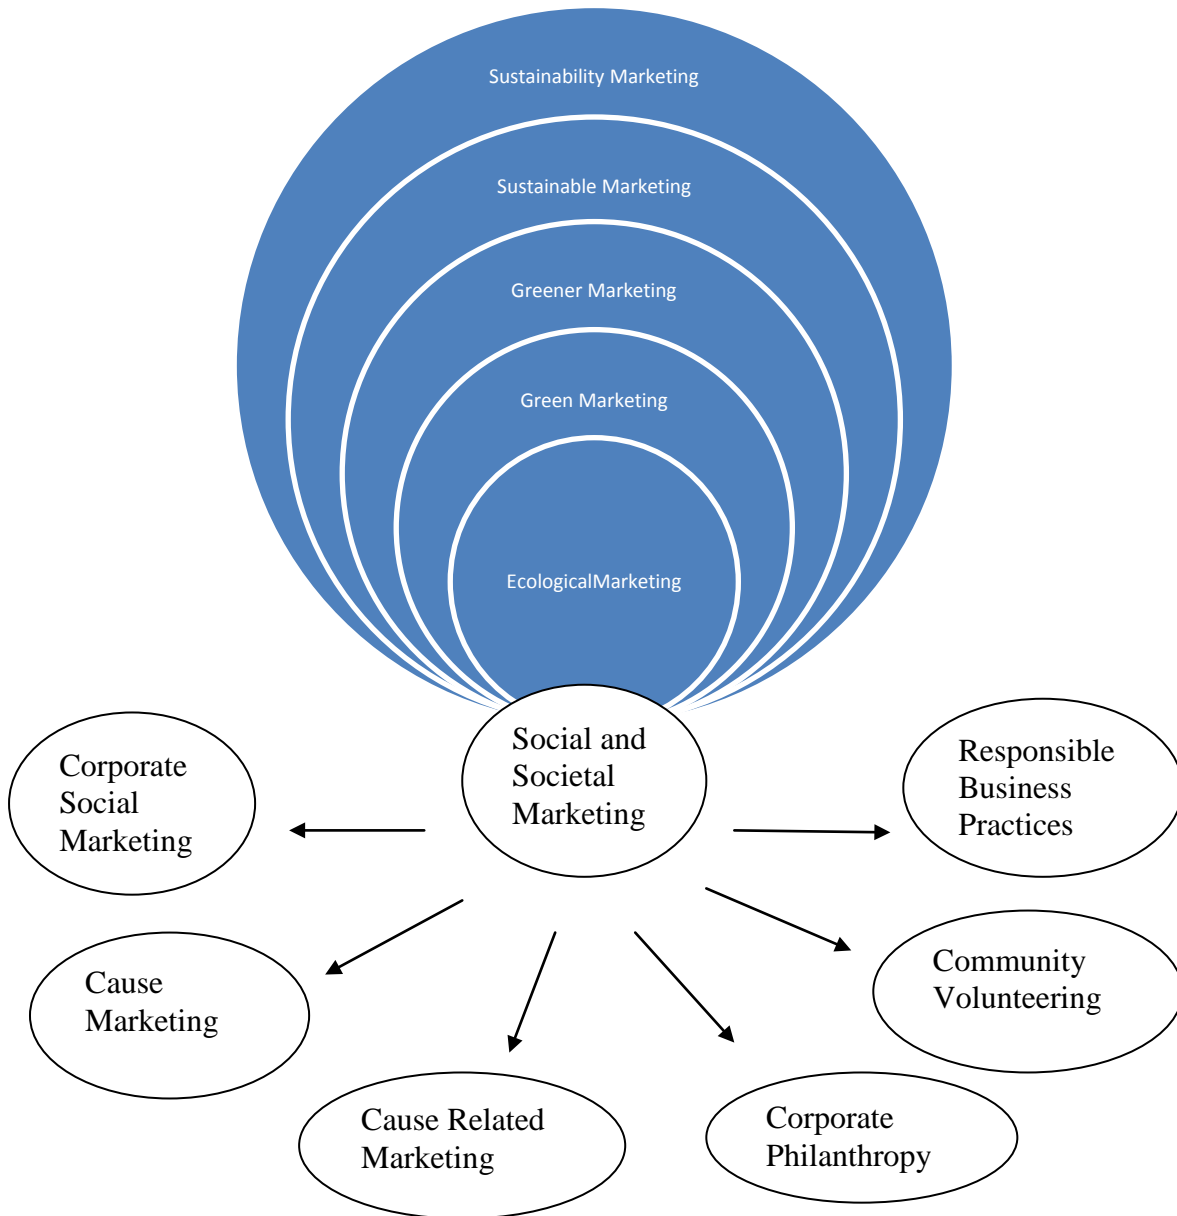 Sustainability Marketing
Sustainable Marketing
Greener Marketing
Green Marketing
EcologicalMarketing
Social and
Societal
Marketing
Corporate
Social
Marketing
Responsible
Business
Practices
Cause
Marketing
Community
Volunteering
Cause Related
Marketing
Corporate
Philanthropy